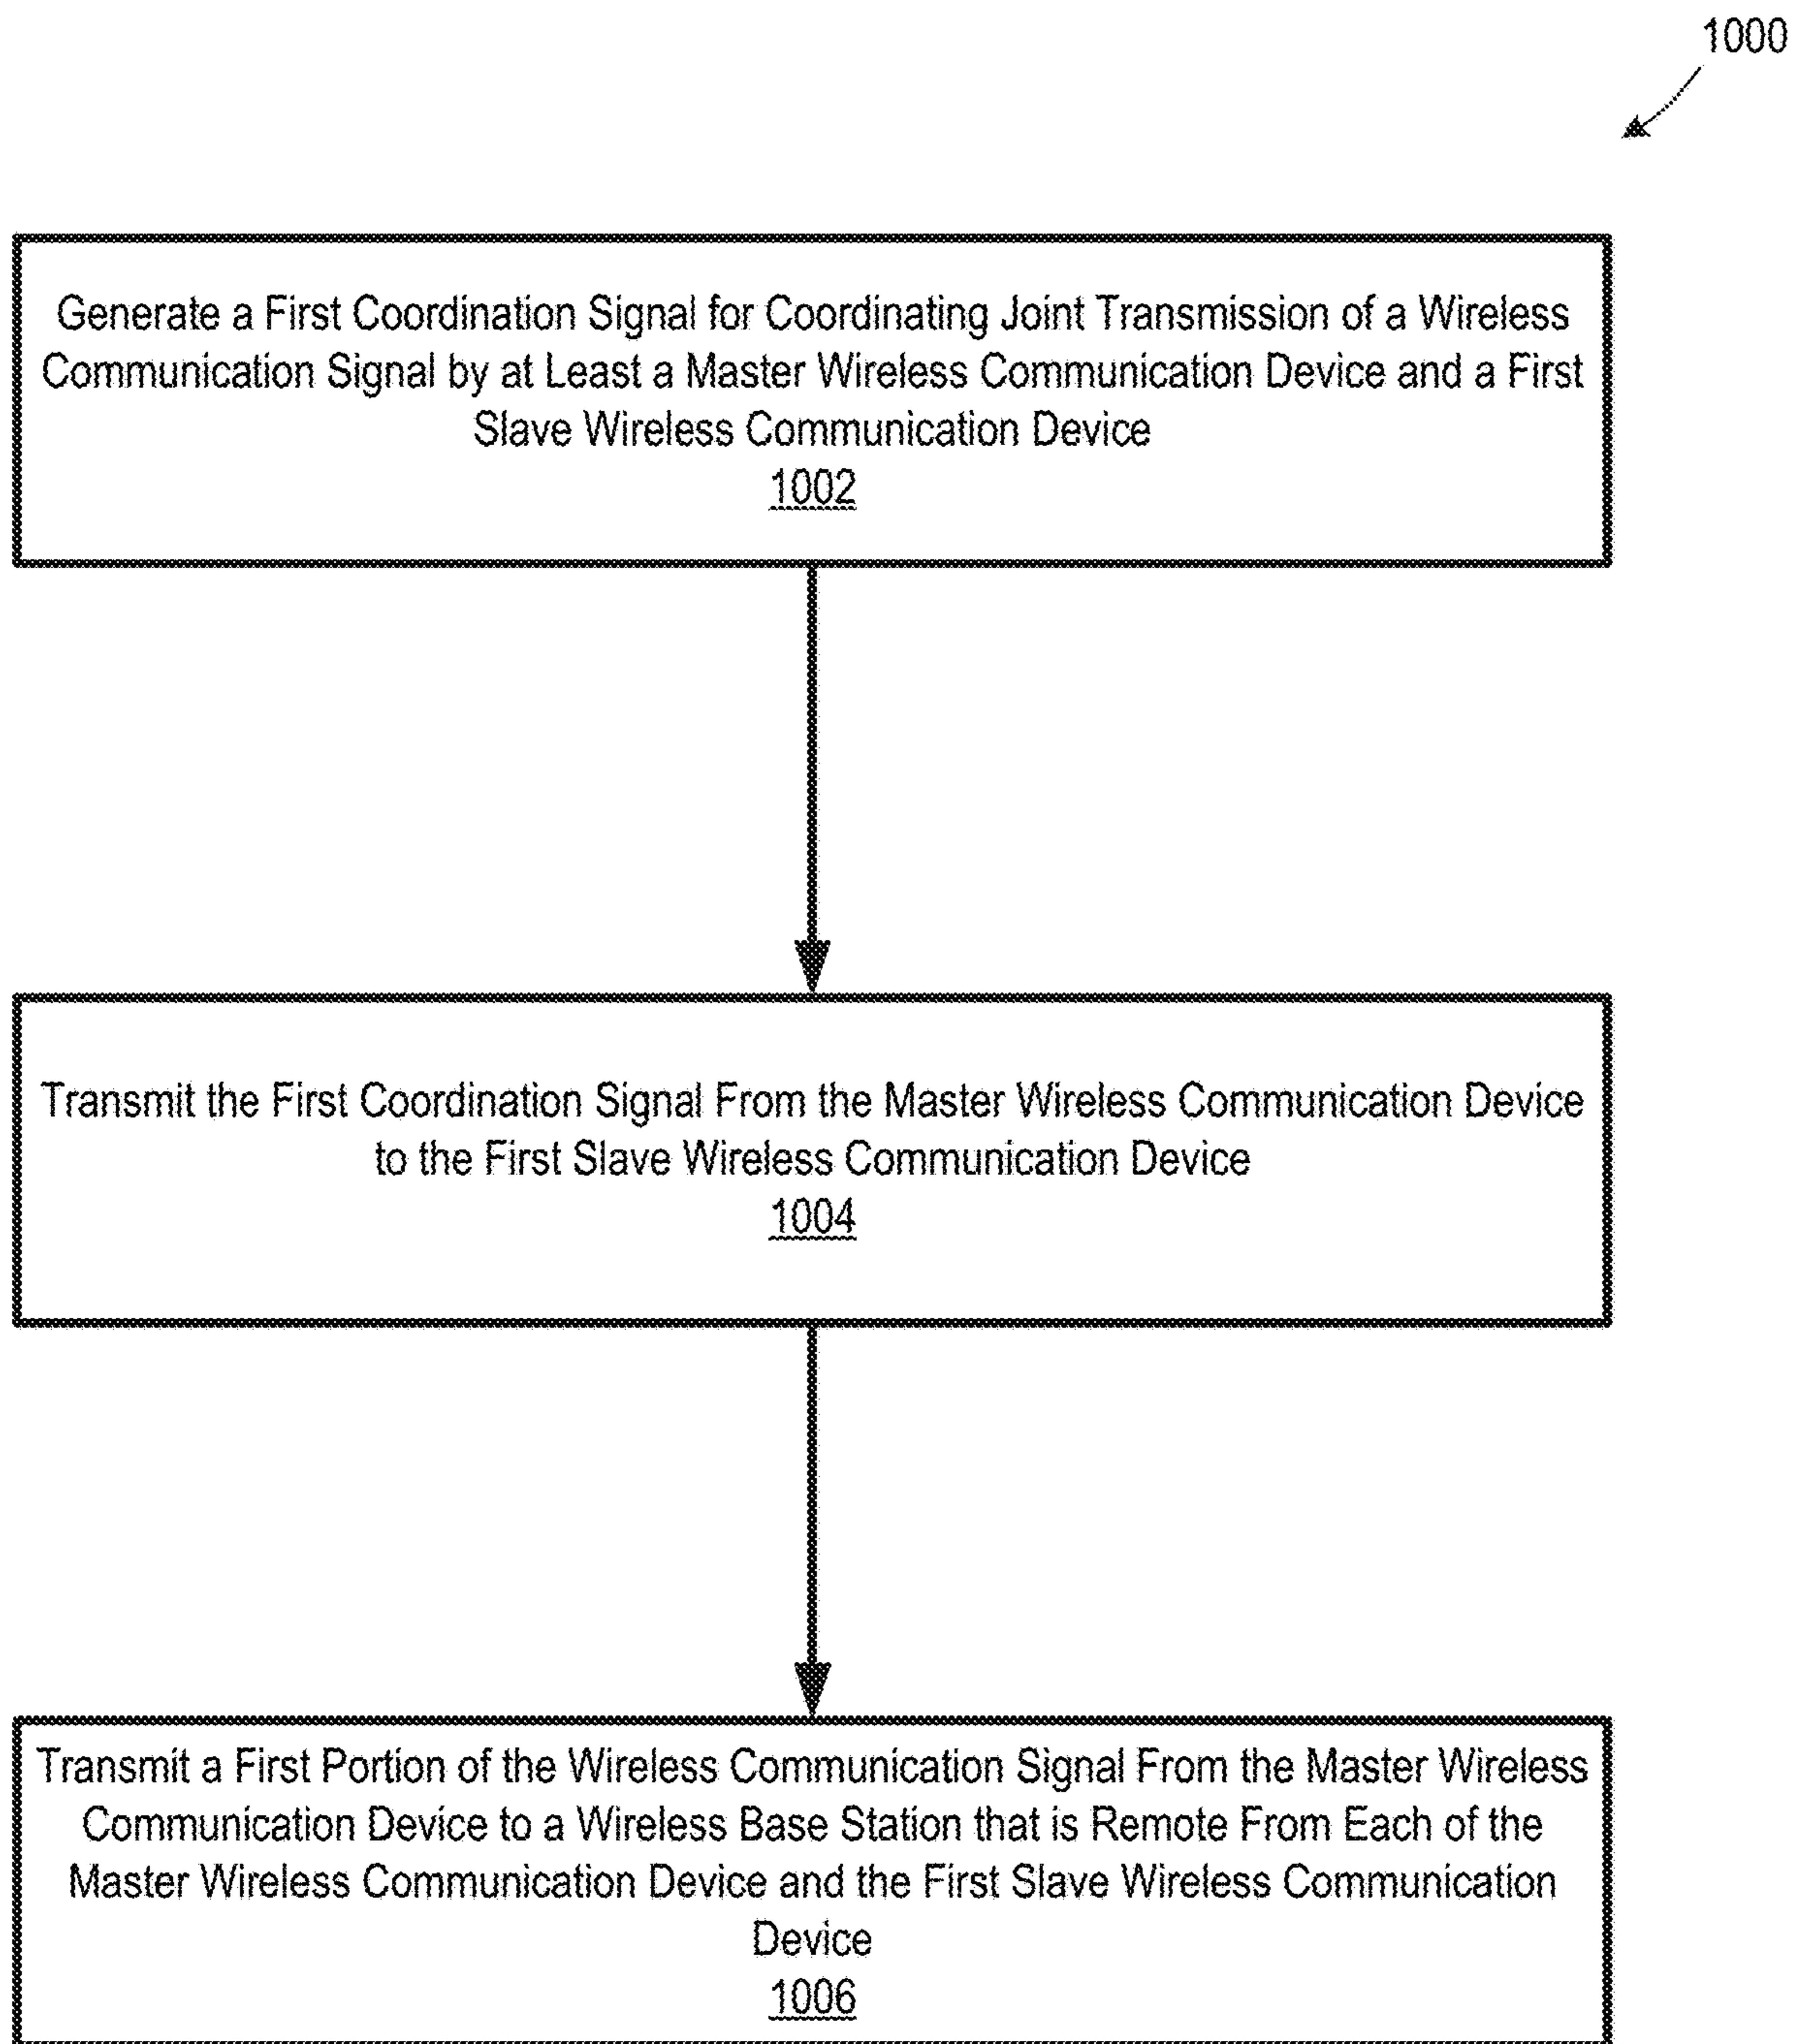 1000
Generate a First Coordination Signal for Coordinating Joint Transmission of a Wireless
Communication Signal by at Least a Master Wireless Communication Device and a First
Slave Wireless Communication Device
1002
Transmit the First Coordination Signal From the Master Wireless Communication Device
to the First Slave Wireless Communication Device
1004
Transmit a First Portion of the Wireless Communication Signal From the Master Wireless
Communication Device to a Wireless Base Station that is Remote From Each of the
Master Wireless Communication Device and the First Slave Wireless Communication
Device
1006